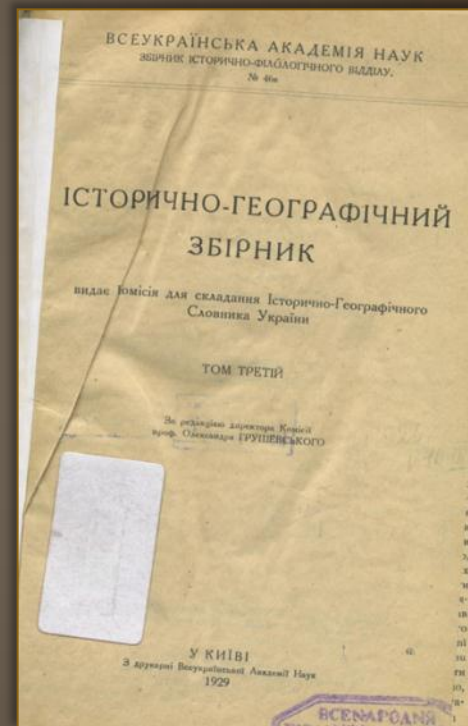 ВСЕУКРАЇНСЬКА АКАДЕМІЯ НАУК
ЗБІРНИК ІСТОРИЧНО-ФІЛОЛОГІЧНОГО ВІДДІЛУ.
№ 46
ІСТОРИЧНО-ГЕОГРАФІЧНИЙ
ЗБІРНИК
видає Комісія для складання Історично-Географічного
Словника України
ТОМ ТРЕТІЙ
За редакцією директора Комісії
проф. Олександра ГРУШЕВСЬКОГО
У КИЇВІ
З друкарні Всеукраїнської Академії Наук
1929
ВСЕНАРОДНЯ